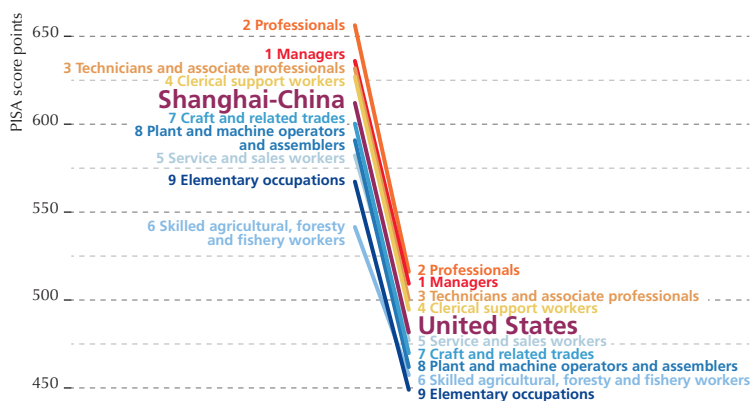 PISA score points
650
600
550
500
450
2 Professionals
1 Managers
3 Technicians and associate professionals
4 Clerical support workers
Shanghai-China
7 Craft and related trades
8 Plant and machine operators
and assemblers
5 Service and sales workers
9 Elementary occupations
6 Skilled agricultural, foresty
and fishery workers
2 Professionals
1 Managers
3 Technicians and associate professionals
4 Clerical support workers
United States
5 Service and sales workers
7 Craft and related trades
8 Plant and machine operators and assemblers
6 Skilled agricultural, foresty and fishery workers
9 Elementary occupations